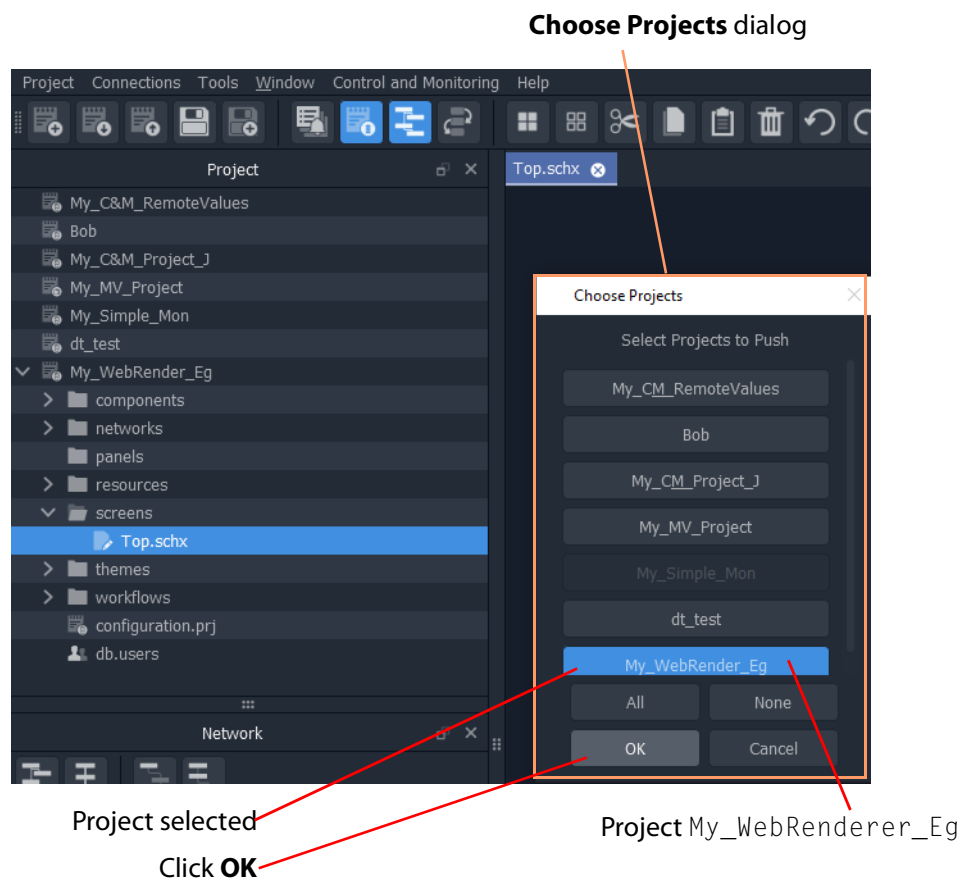 Choose Projects dialog
Project Connections Tools Window Control and Monitoring Help
Project
Top.schx
My_C&M_RemoteValues
Bob
My_C&M_Project_J
My_MV_Project
My_Simple_Mon
dt_test
My_WebRender_Eg
components
networks
panels
resources
screens
Top.schx
themes
workflows
configuration.prj
db.users
Network
Choose Projects
Select Projects to Push
My_CM_RemoteValues
Bob
My_CM_Project_J
My_MV_Project
My_Simple_Mon
dt_test
My_WebRender_Eg
All None
OK Cancel
Project selected
Project My_WebRenderer_Eg
Click OK